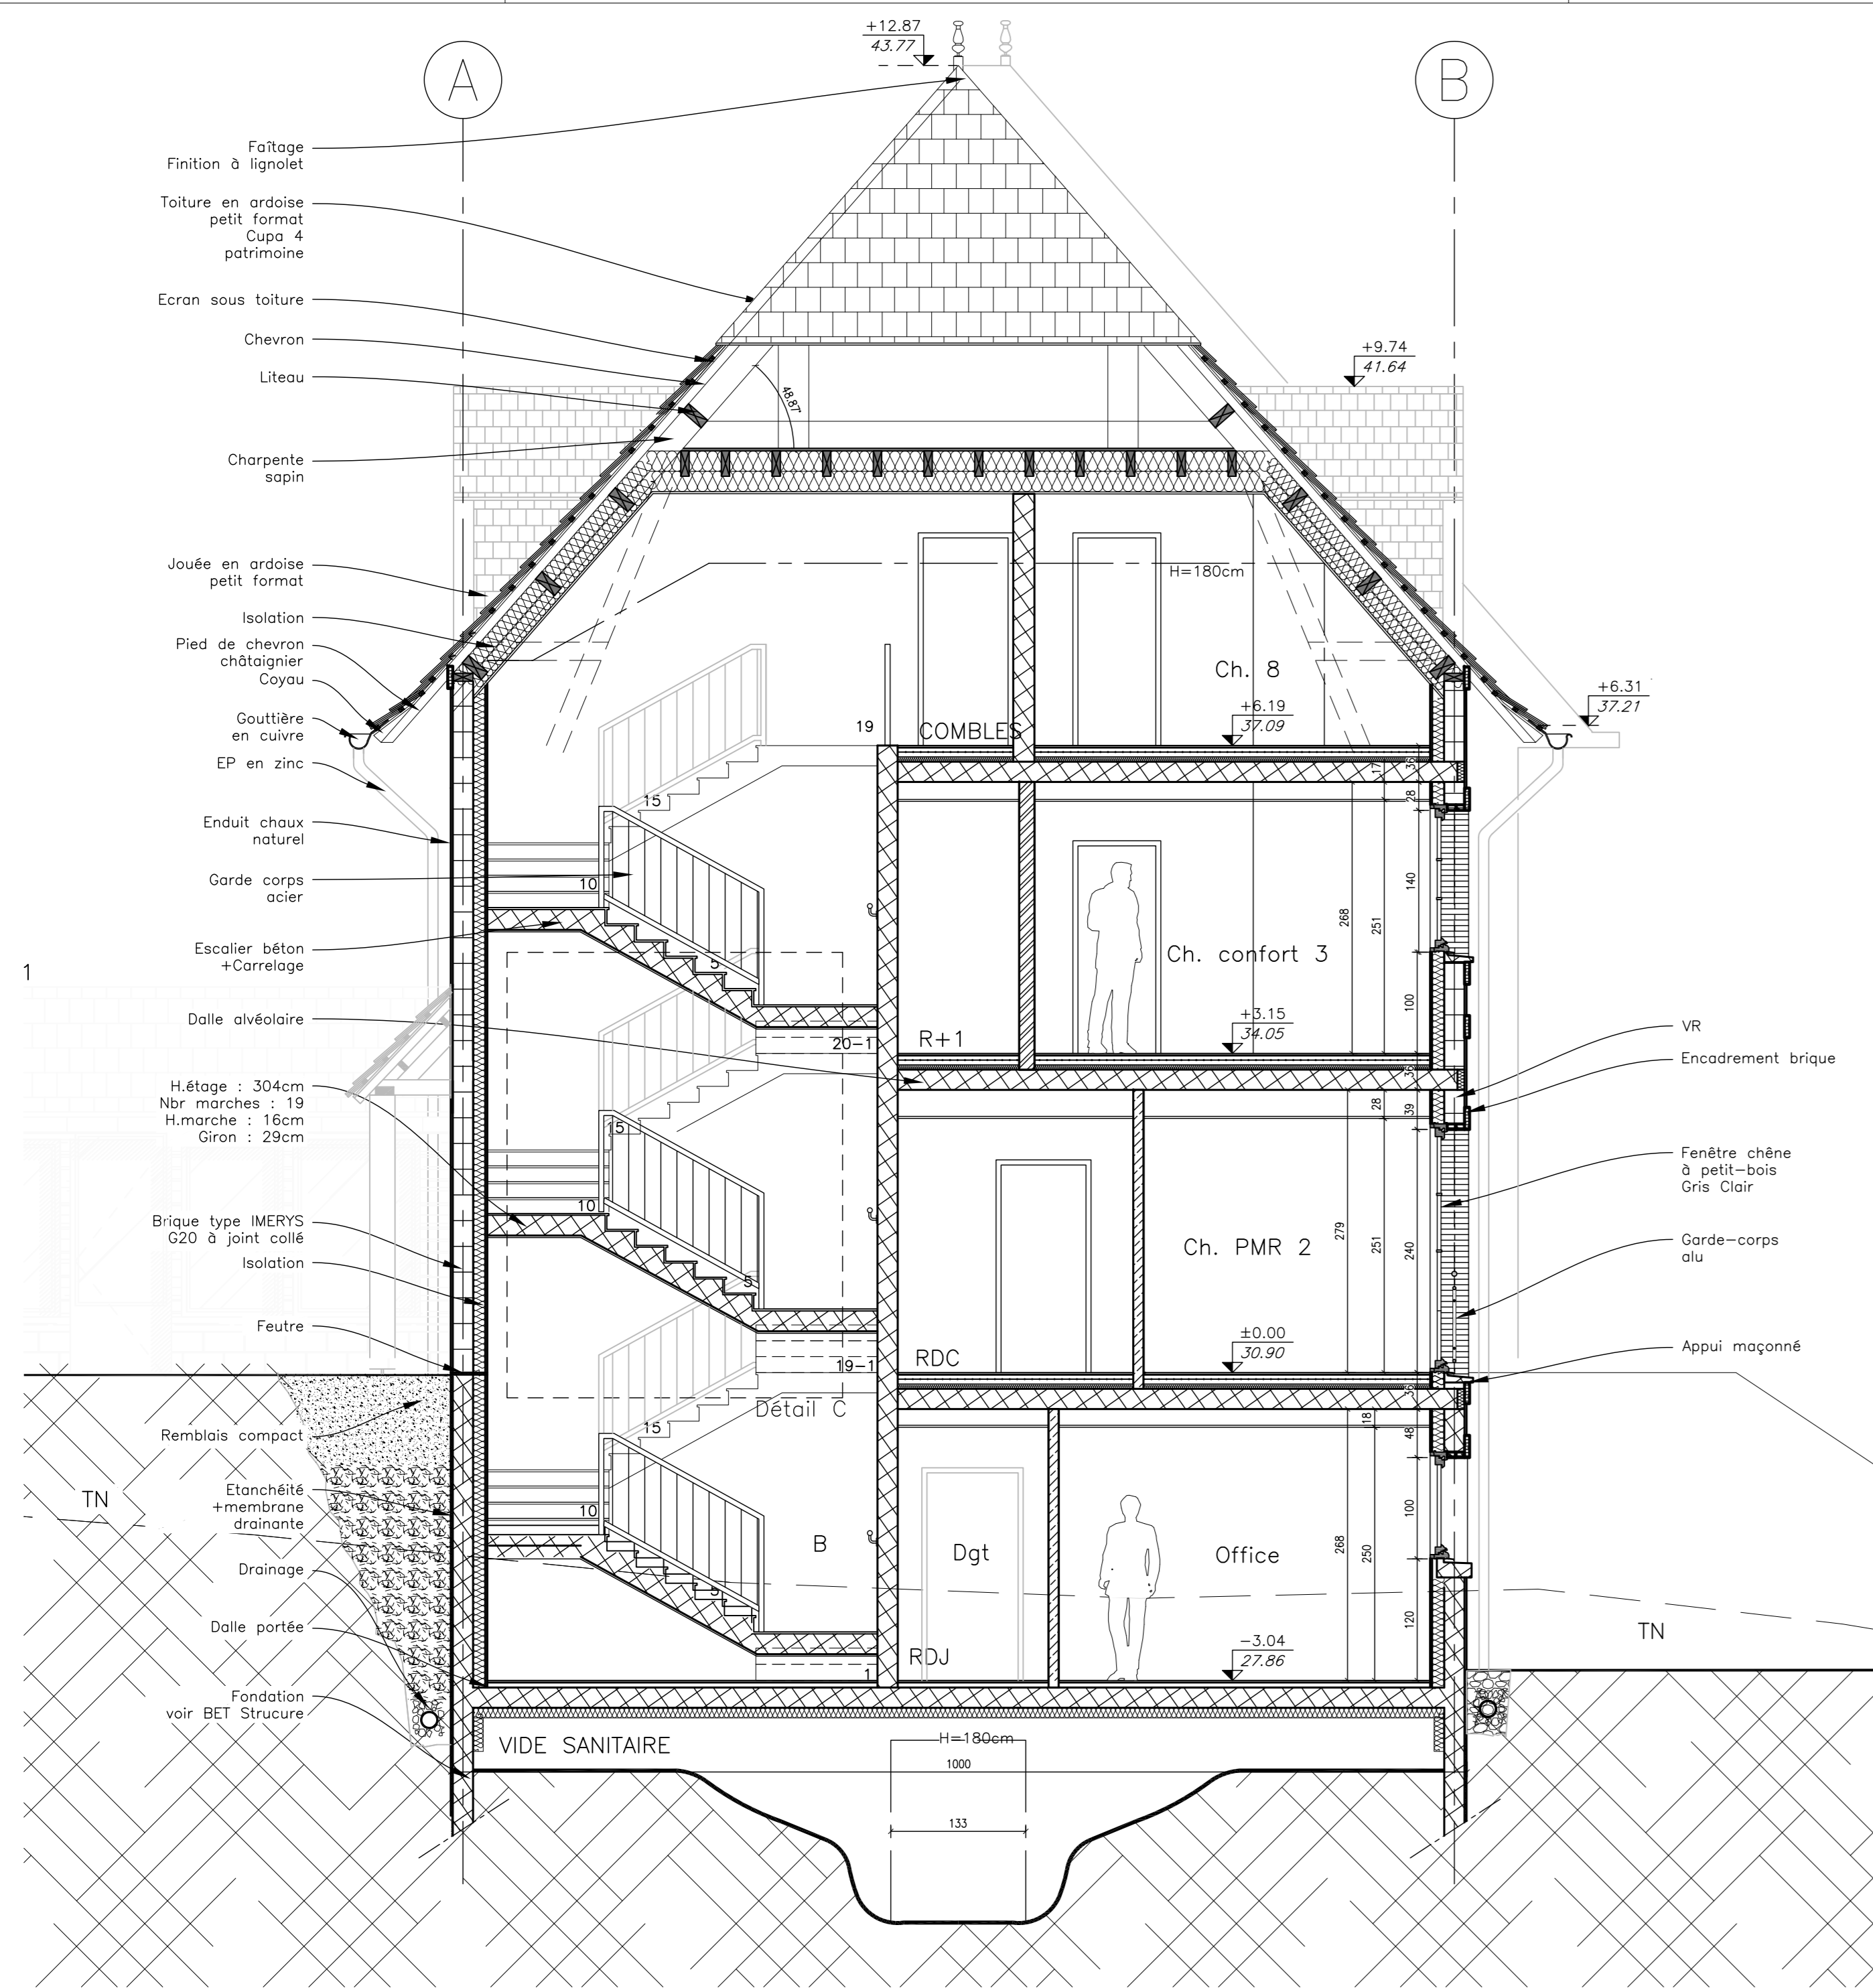 +12.87
43.77
A
B
Faîtage
Finition à lignolet
Toiture en ardoise
petit format
Cupa 4
patrimoine
Ecran sous toiture
Chevron
Liteau
48.87°
+9.74
41.64
Charpente
sapin
Jouée en ardoise
petit format
H=180cm
Isolation
Pied de chevron
châtaignier
Coyau
Ch. 8
+6.31
37.21
Gouttière
en cuivre
19
COMBLES
+6.19
37.09
EP en zinc
17
36
28
15
Enduit chaux
naturel
Garde corps
acier
10
140
268
251
Escalier béton
+Carrelage
5
Ch. confort 3
1
100
Dalle alvéolaire
20-1
R+1
+3.15
34.05
VR
Encadrement brique
36
H.étage : 304cm
Nbr marches : 19
H.marche : 16cm
Giron : 29cm
28
39
15
Fenêtre chêne
à petit-bois
Gris Clair
10
Brique type IMERYS
G20 à joint collé
Isolation
5
Ch. PMR 2
279
251
240
Garde-corps
alu
Feutre
19-1
RDC
±0.00
30.90
Appui maçonné
36
Détail C
15
18
48
Remblais compact
TN
Etanchéité
+membrane
drainante
10
100
B
Dgt
Office
268
250
Drainage
5
Dalle portée
120
TN
RDJ
-3.04
27.86
1
Fondation
voir BET Strucure
VIDE SANITAIRE
H=180cm
1000
133